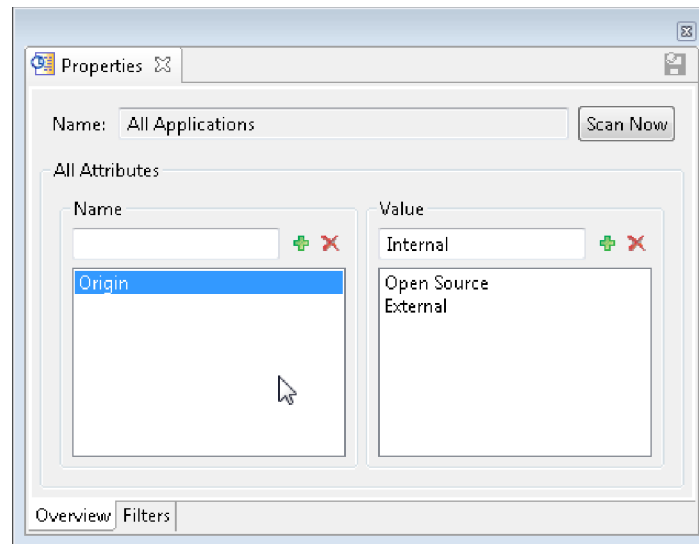 Properties
Name: All Applications Scan Now
All Attributes
Name
Value
Internal
Origin
Open Source
External
Overview Filters